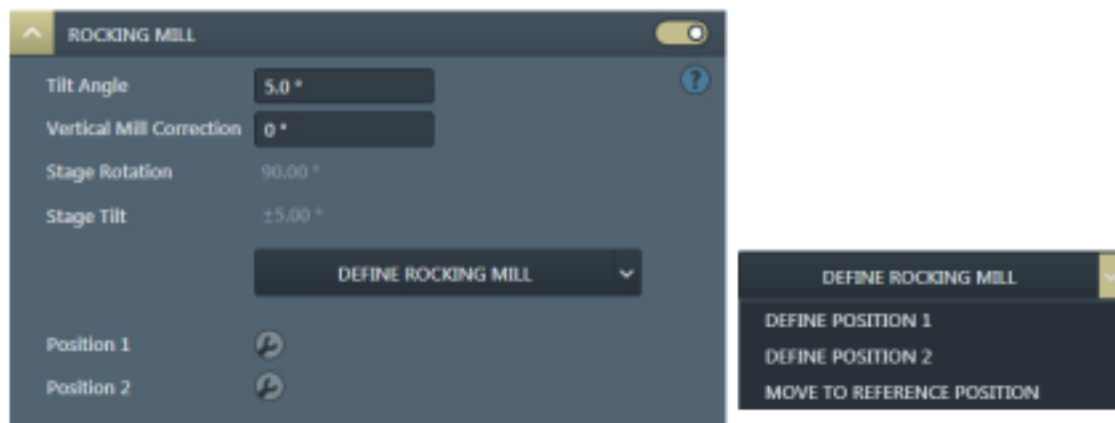 ROCKING MILL
Tilt Angle 5.0 °
?
Vertical Mill Correction 0 °
Stage Rotation 90.00 °
Stage Tilt ±5.00 °
DEFINE ROCKING MILL
Position 1
Position 2
DEFINE ROCKING MILL
DEFINE POSITION 1
DEFINE POSITION 2
MOVE TO REFERENCE POSITION